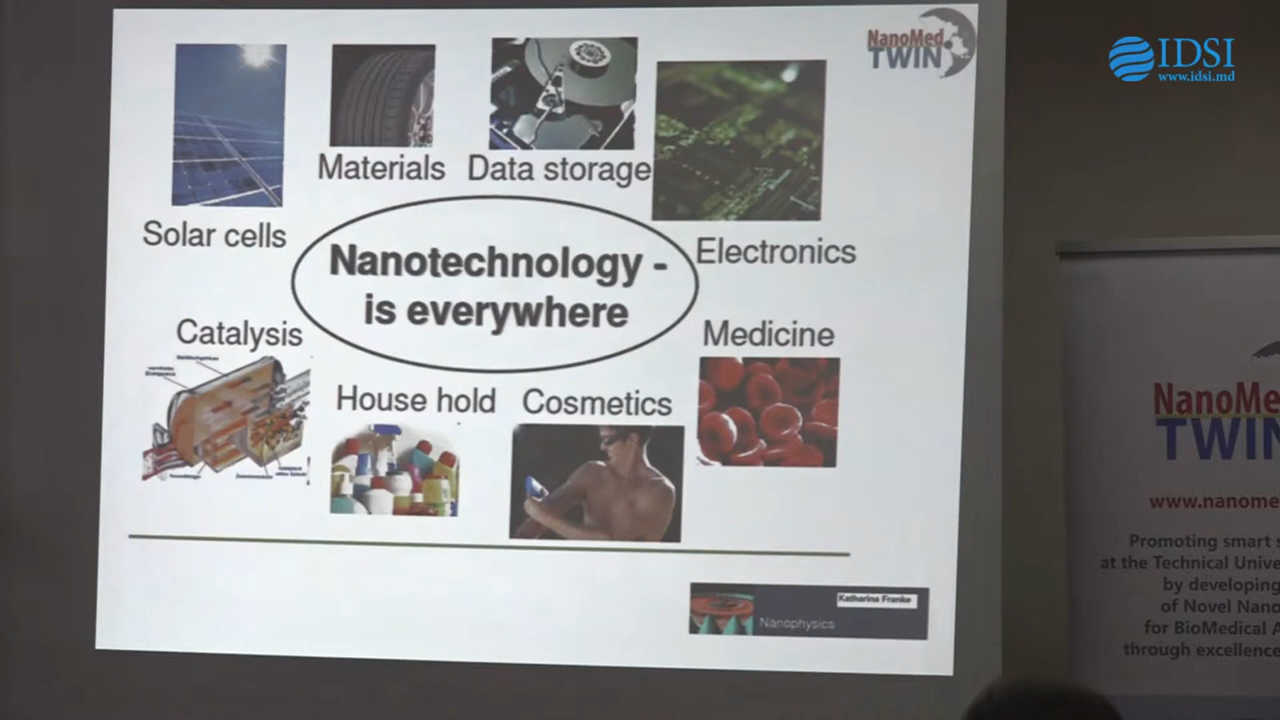 NanoMed
TWIN
IDSI
www.idsi.md
Materials
Data storage
Solar cells
Electronics
Nanotechnology -
is everywhere
Catalysis
Medicine
House hold
Cosmetics
Katharina Franke
Nanophysics
NanoMe
TWIN
www.nanome
Promoting smart s
at the Technical Unive
by developing
of Novel Nano
for BioMedical A
through excellence